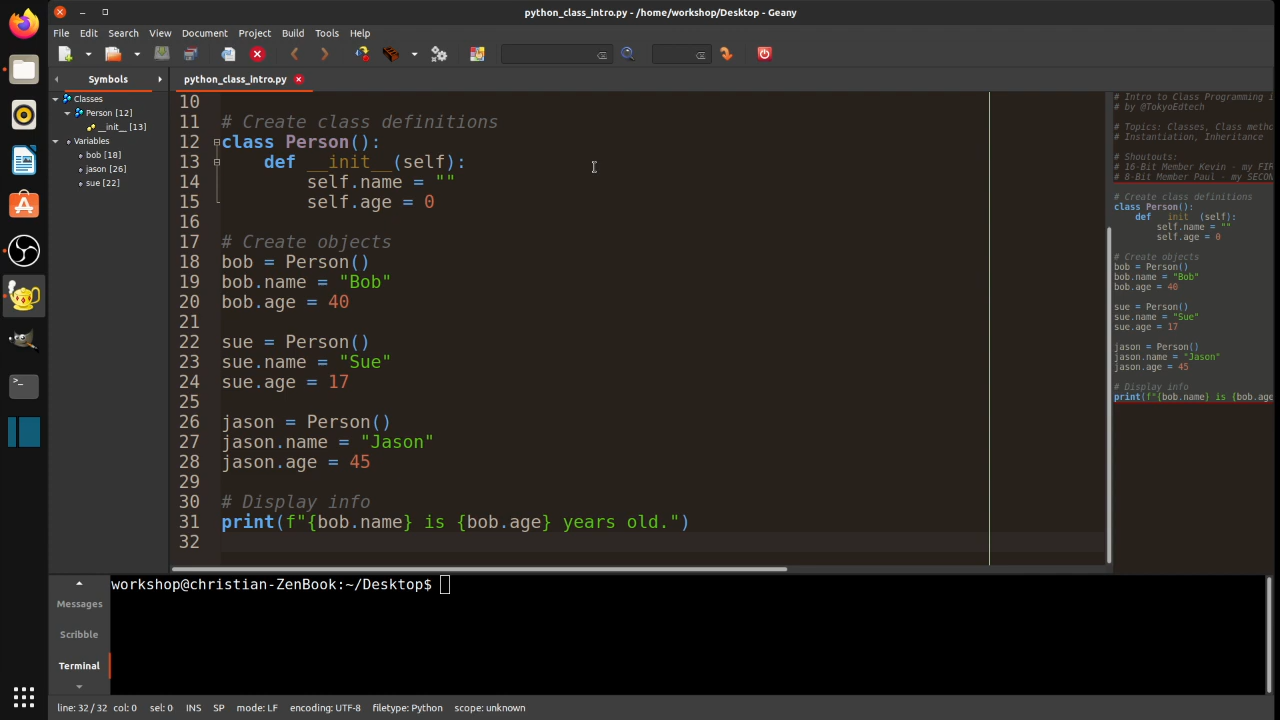 python_class_intro.py - /home/workshop/Desktop - Geany
File Edit Search View Document Project Build Tools Help
Symbols
python_class_intro.py
Classes
Person [12]
__init__ [13]
Variables
bob [18]
jason [26]
sue [22]
10
11 # Create class definitions
12 class Person():
13     def __init__(self):
14         self.name = ""
15         self.age = 0
16
17 # Create objects
18 bob = Person()
19 bob.name = "Bob"
20 bob.age = 40
21
22 sue = Person()
23 sue.name = "Sue"
24 sue.age = 17
25
26 jason = Person()
27 jason.name = "Jason"
28 jason.age = 45
29
30 # Display info
31 print(f"{bob.name} is {bob.age} years old.")
32
# Intro to Class Programming i
# by @TokyoEdtech
# Topics: Classes, Class metho
# Instantiation, Inheritance
# Shoutouts:
# 16-Bit Member Kevin - my FIR
# 8-Bit Member Paul - my SECON
# Create class definitions
class Person():
    def __init__(self):
        self.name = ""
        self.age = 0
# Create objects
bob = Person()
bob.name = "Bob"
bob.age = 40
sue = Person()
sue.name = "Sue"
sue.age = 17
jason = Person()
jason.name = "Jason"
jason.age = 45
# Display info
print(f"{bob.name} is {bob.age
Messages
Scribble
Terminal
workshop@christian-ZenBook:~/Desktop$
line: 32 / 32 col: 0 sel: 0 INS SP mode: LF encoding: UTF-8 filetype: Python scope: unknown